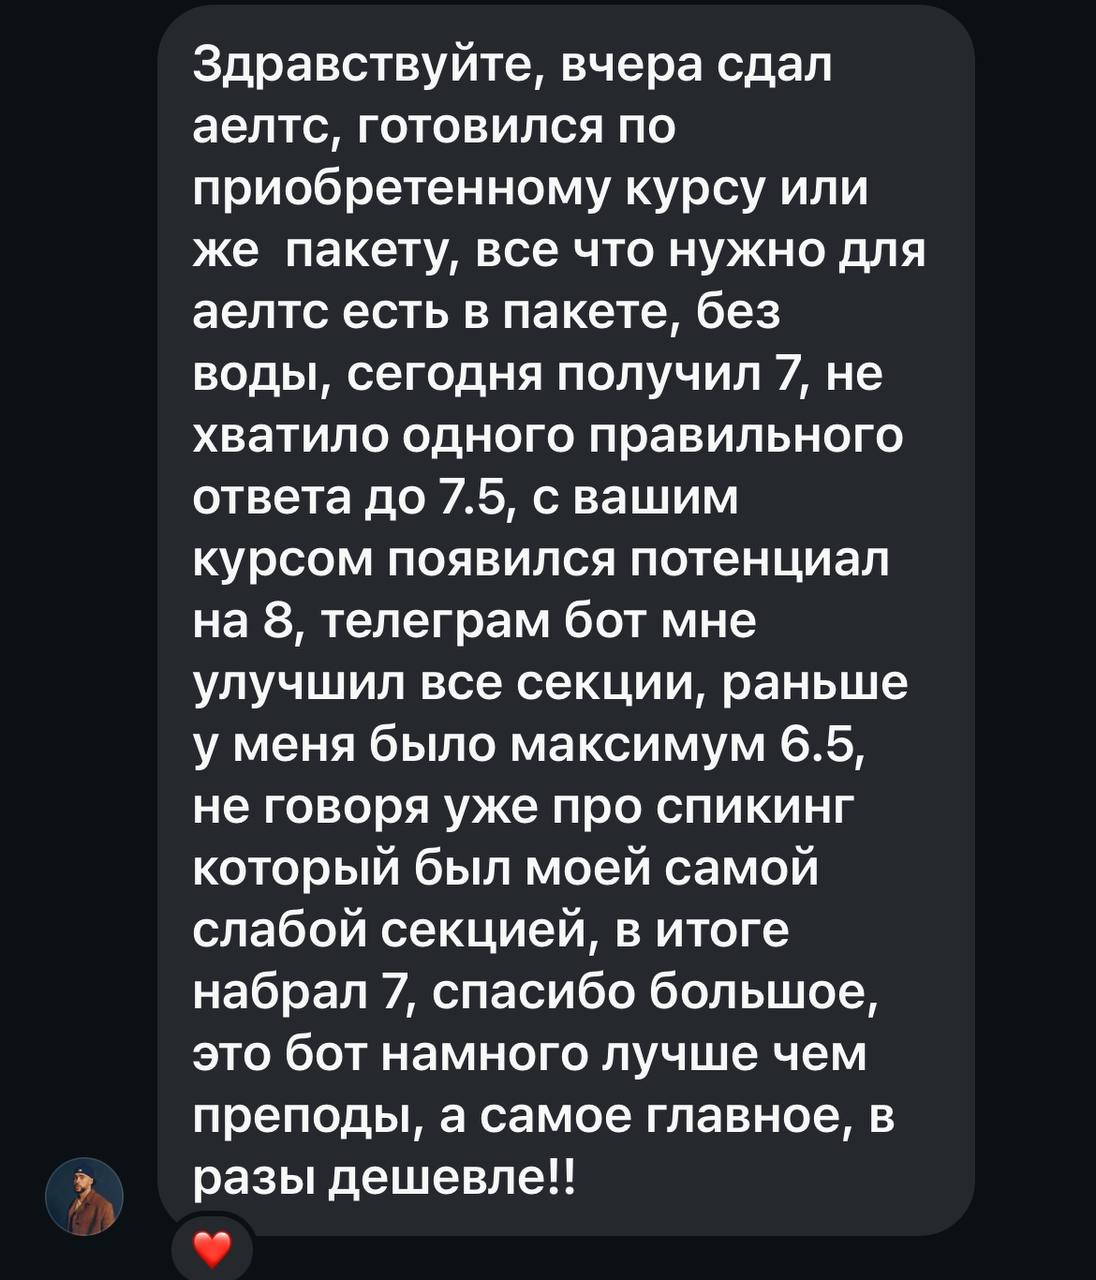 Здравствуйте, вчера сдал
аелтс, готовился по
приобретенному курсу или
же  пакету, все что нужно для
аелтс есть в пакете, без
воды, сегодня получил 7, не
хватило одного правильного
ответа до 7.5, с вашим
курсом появился потенциал
на 8, телеграм бот мне
улучшил все секции, раньше
у меня было максимум 6.5,
не говоря уже про спикинг
который был моей самой
слабой секцией, в итоге
набрал 7, спасибо большое,
это бот намного лучше чем
преподы, а самое главное, в
разы дешевле!!